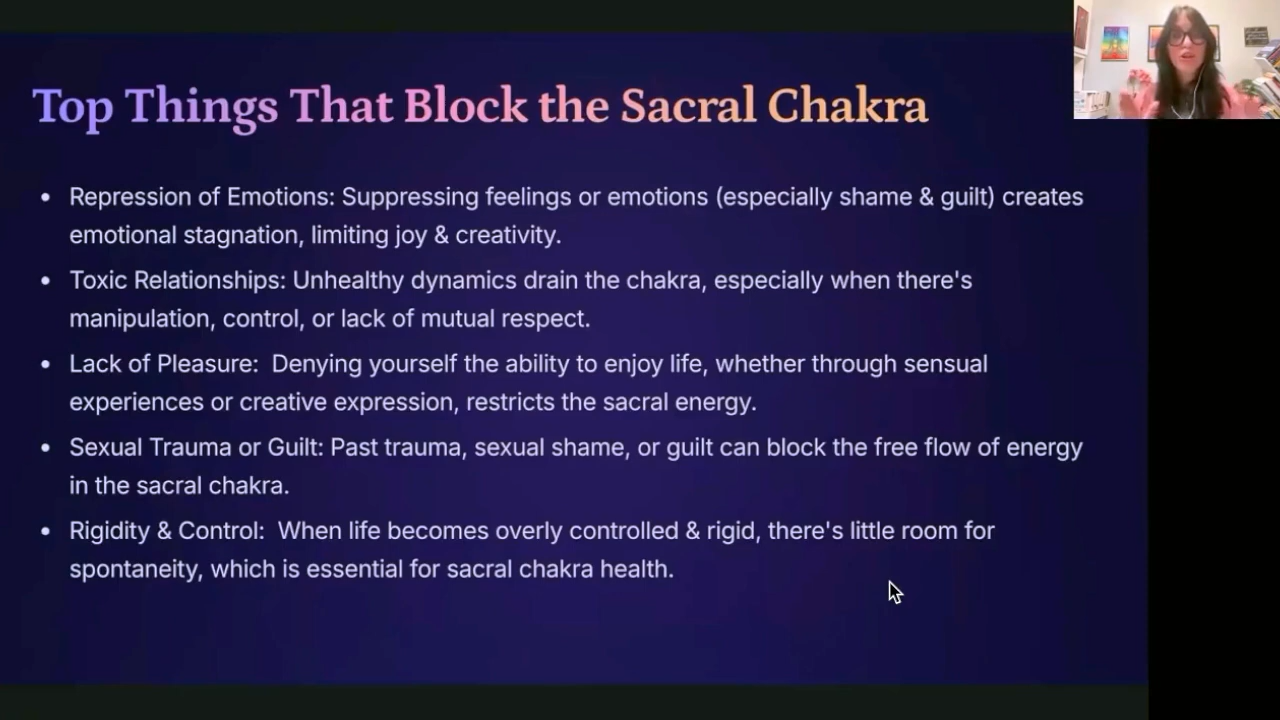 Top Things That Block the Sacral Chakra
• Repression of Emotions: Suppressing feelings or emotions (especially shame & guilt) creates
emotional stagnation, limiting joy & creativity.
• Toxic Relationships: Unhealthy dynamics drain the chakra, especially when there's
manipulation, control, or lack of mutual respect.
• Lack of Pleasure:  Denying yourself the ability to enjoy life, whether through sensual
experiences or creative expression, restricts the sacral energy.
• Sexual Trauma or Guilt: Past trauma, sexual shame, or guilt can block the free flow of energy
in the sacral chakra.
• Rigidity & Control:  When life becomes overly controlled & rigid, there's little room for
spontaneity, which is essential for sacral chakra health.